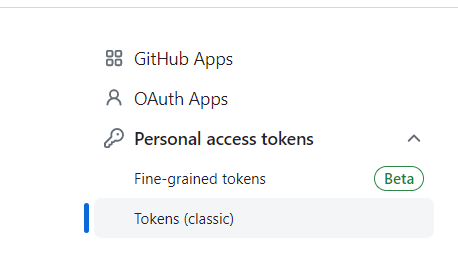 GitHub Apps
OAuth Apps
Personal access tokens
Fine-grained tokens Beta
Tokens (classic)